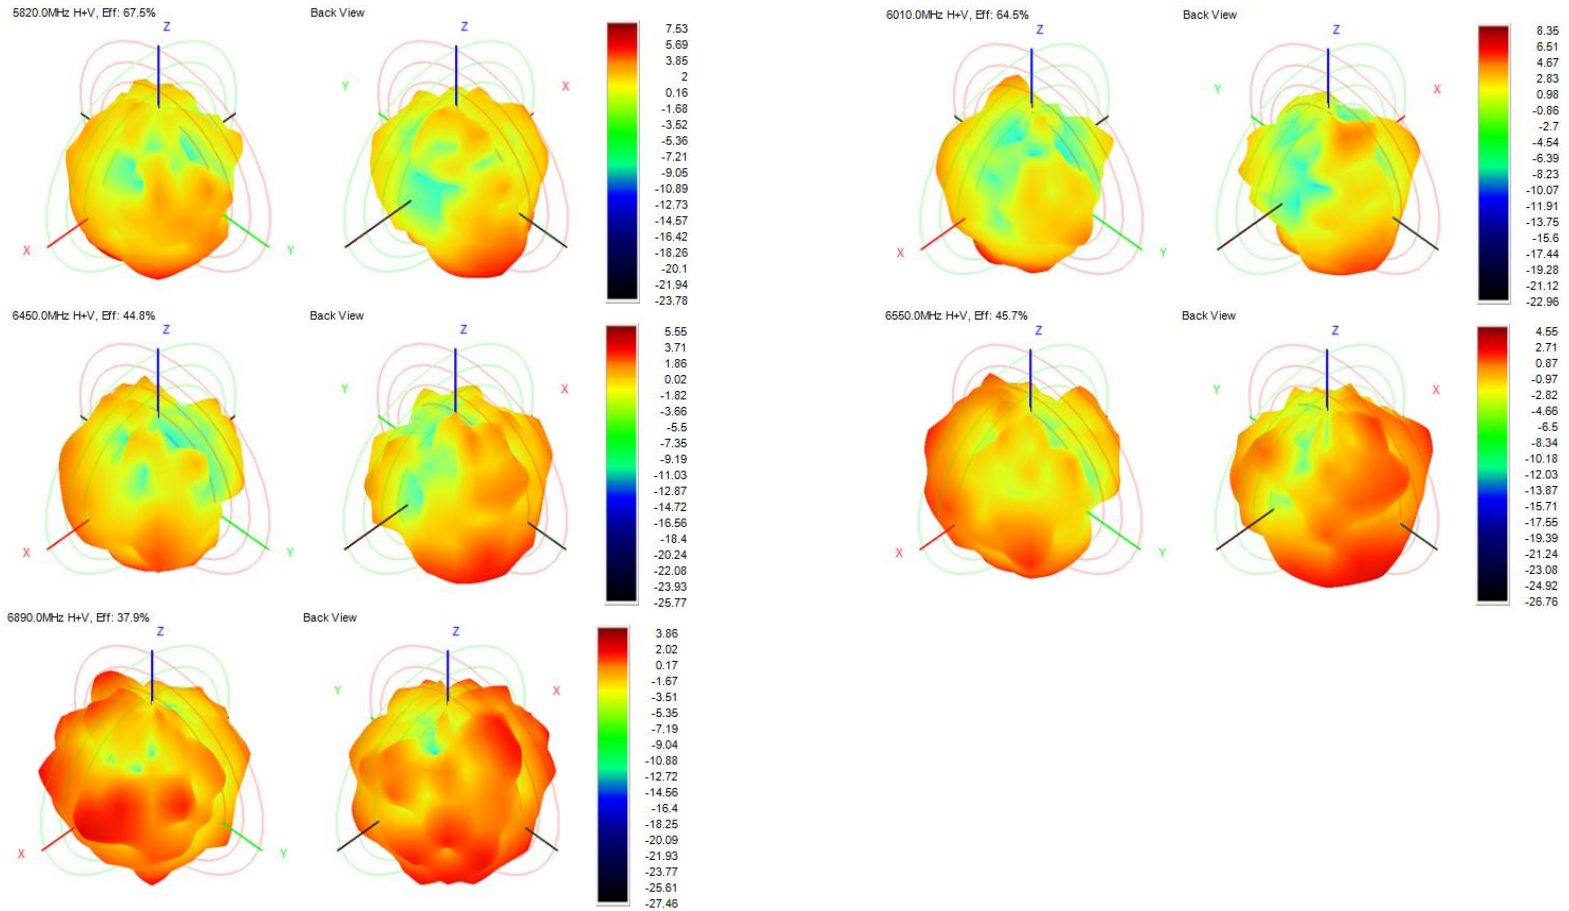 5820.0MHz H+V, Eff: 67.5%
Back View
Z
Z
Y
X
X
Y
7.53
5.69
3.85
2
0.16
-1.68
-3.52
-5.36
-7.21
-9.05
-10.89
-12.73
-14.57
-16.42
-18.26
-20.1
-21.94
-23.78
6010.0MHz H+V, Eff: 64.5%
Back View
Z
Z
Y
X
X
Y
8.35
6.51
4.67
2.83
0.98
-0.86
-2.7
-4.54
-6.39
-8.23
-10.07
-11.91
-13.75
-15.6
-17.44
-19.28
-21.12
-22.96
6450.0MHz H+V, Eff: 44.8%
Back View
Z
Z
Y
X
X
Y
5.55
3.71
1.86
0.02
-1.82
-3.66
-5.5
-7.35
-9.19
-11.03
-12.87
-14.72
-16.56
-18.4
-20.24
-22.08
-23.93
-25.77
6550.0MHz H+V, Eff: 45.7%
Back View
Z
Z
Y
X
X
Y
4.55
2.71
0.87
-0.97
-2.82
-4.66
-6.5
-8.34
-10.18
-12.03
-13.87
-15.71
-17.55
-19.39
-21.24
-23.08
-24.92
-26.76
6890.0MHz H+V, Eff: 37.9%
Back View
Z
Z
Y
X
X
Y
3.86
2.02
0.17
-1.67
-3.51
-5.35
-7.19
-9.04
-10.88
-12.72
-14.56
-16.4
-18.25
-20.09
-21.93
-23.77
-25.61
-27.46